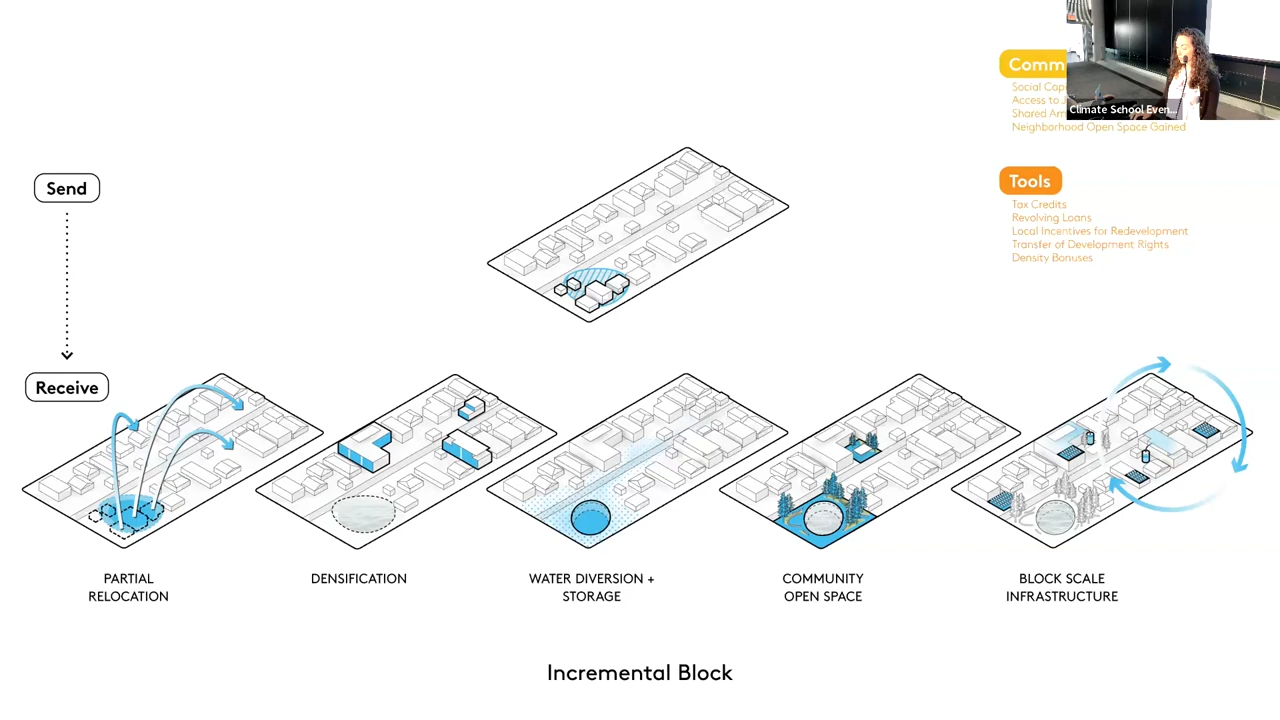 Comm
Social Cap
Access to
Shared Am
Neighborhood Open Space Gained
Climate School Even...
Send
Tools
Tax Credits
Revolving Loans
Local Incentives for Redevelopment
Transfer of Development Rights
Density Bonuses
Receive
PARTIAL
RELOCATION
DENSIFICATION
WATER DIVERSION +
STORAGE
COMMUNITY
OPEN SPACE
BLOCK SCALE
INFRASTRUCTURE
Incremental Block